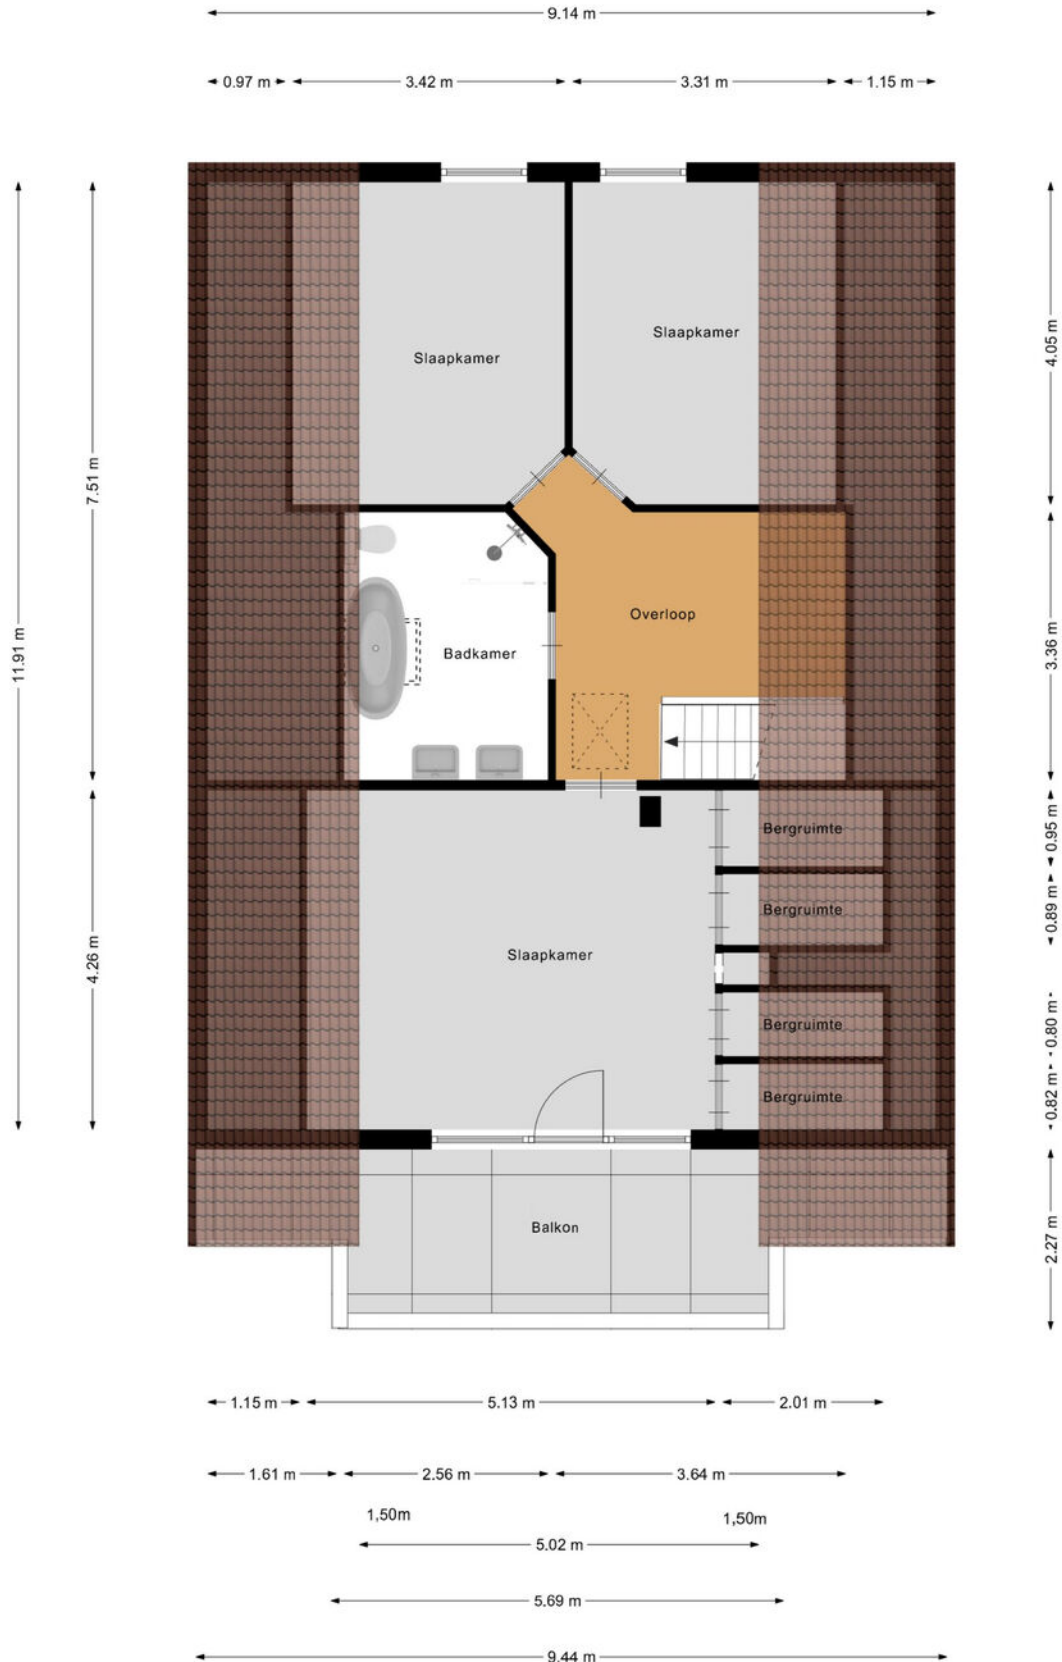 9.14 m
0.97 m
3.42 m
3.31 m
1.15 m
Slaapkamer
Slaapkamer
4.05 m
7.51 m
11.91 m
Overloop
Badkamer
3.36 m
Bergruimte
0.95 m
Bergruimte
0.89 m
Slaapkamer
4.26 m
Bergruimte
0.80 m
Bergruimte
0.82 m
Balkon
2.27 m
1.15 m
5.13 m
2.01 m
1.61 m
2.56 m
3.64 m
1,50m
1,50m
5.02 m
5.69 m
9.44 m